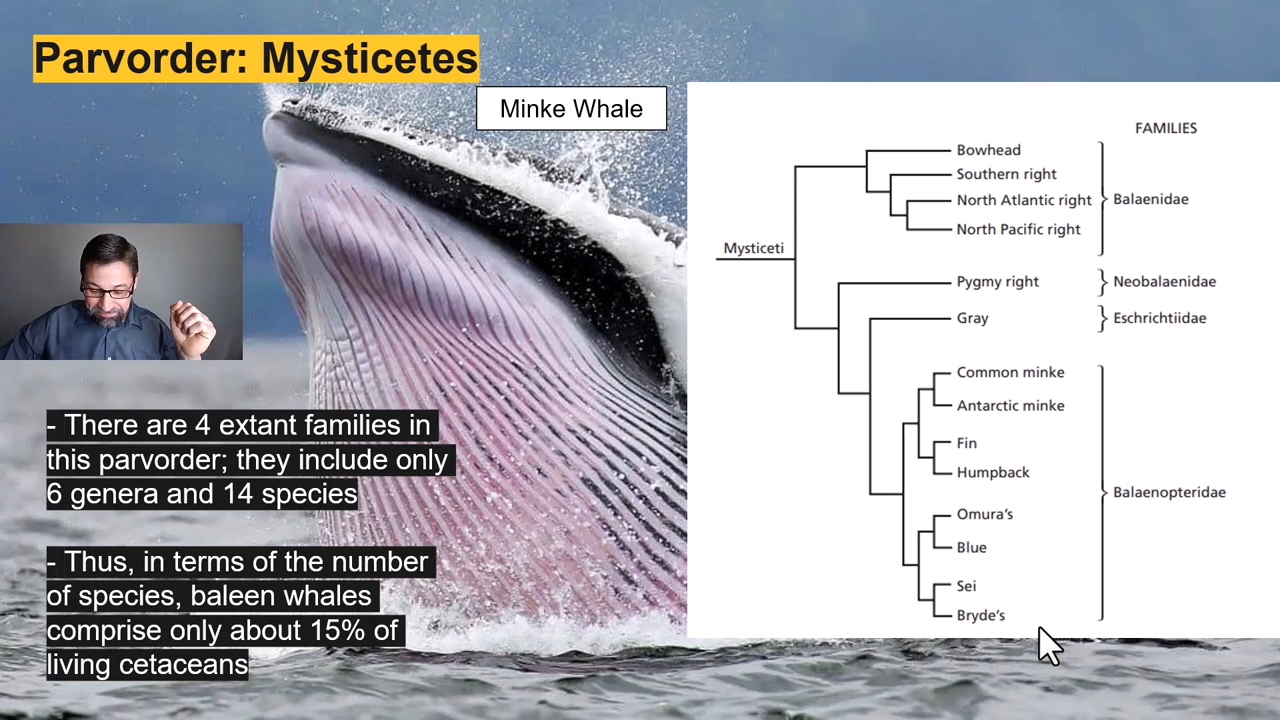 Parvorder: Mysticetes
Minke Whale
- There are 4 extant families in
this parvorder; they include only
6 genera and 14 species
- Thus, in terms of the number
of species, baleen whales
comprise only about 15% of
living cetaceans
FAMILIES
Mysticeti
Bowhead
Southern right
North Atlantic right
North Pacific right
Balaenidae
Pygmy right
Neobalaenidae
Gray
Eschrichtiidae
Common minke
Antarctic minke
Fin
Humpback
Omura's
Blue
Sei
Bryde's
Balaenopteridae